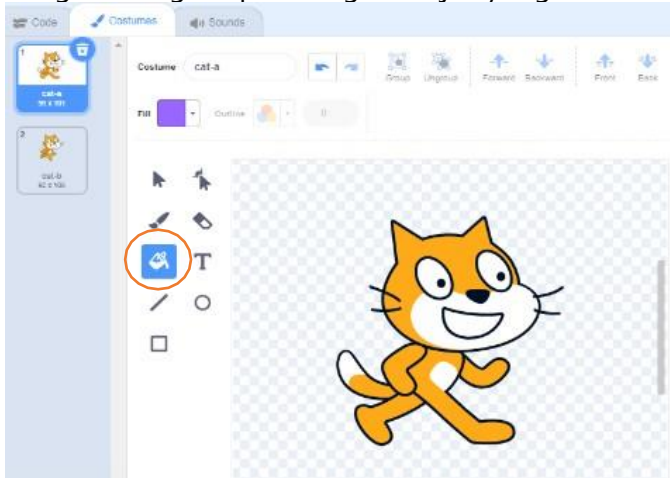 Code Costumes Sounds
1
cat-a
Costume cat-a
Group Ungroup Forward Backward Front Back
Fill Outline 0
2
cat-b
T